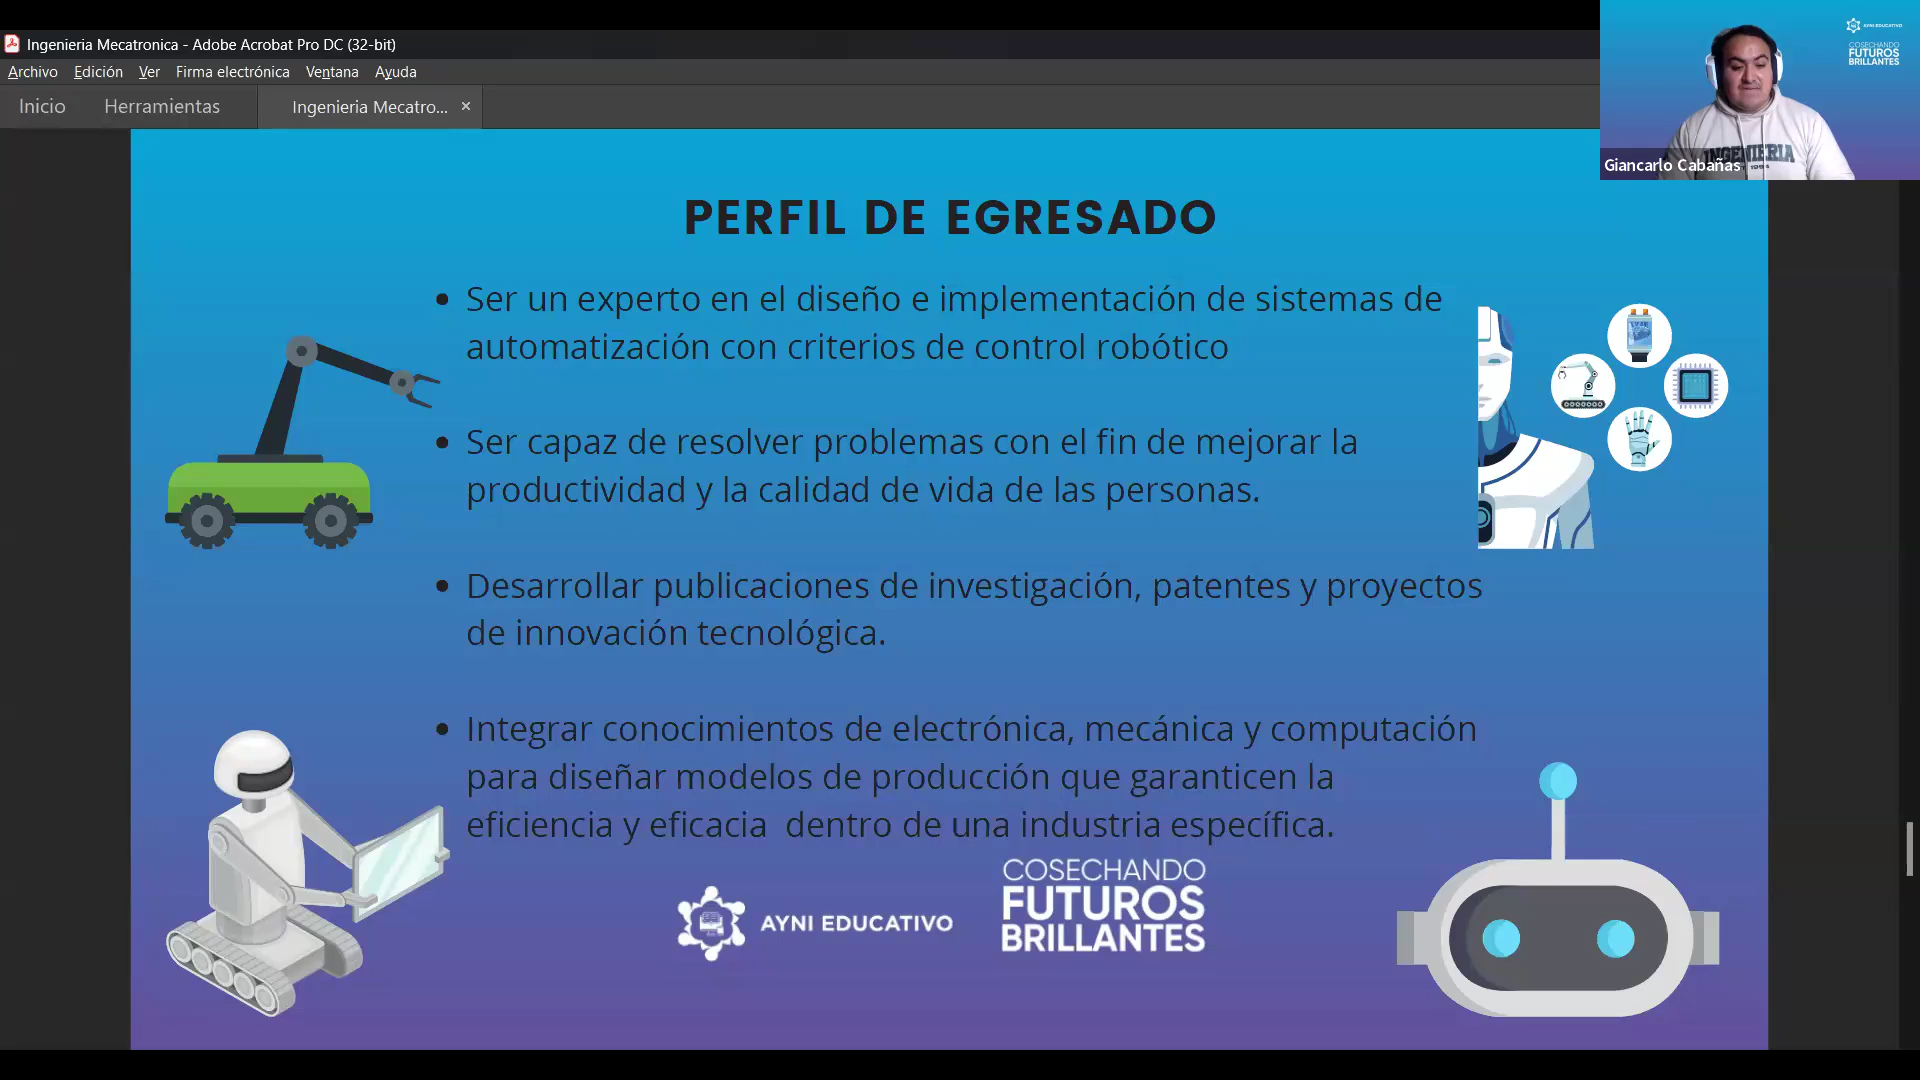 Ingenieria Mecatronica - Adobe Acrobat Pro DC (32-bit)
Archivo Edición Ver Firma electrónica Ventana Ayuda
Inicio Herramientas Ingenieria Mecatro... ×
AYNI EDUCATIVO
COSECHANDO
FUTUROS
BRILLANTES
INGENIERIA
Giancarlo Cabañas
PERFIL DE EGRESADO
• Ser un experto en el diseño e implementación de sistemas de
automatización con criterios de control robótico
• Ser capaz de resolver problemas con el fin de mejorar la
productividad y la calidad de vida de las personas.
• Desarrollar publicaciones de investigación, patentes y proyectos
de innovación tecnológica.
• Integrar conocimientos de electrónica, mecánica y computación
para diseñar modelos de producción que garanticen la
eficiencia y eficacia  dentro de una industria específica.
AYNI EDUCATIVO
COSECHANDO
FUTUROS
BRILLANTES